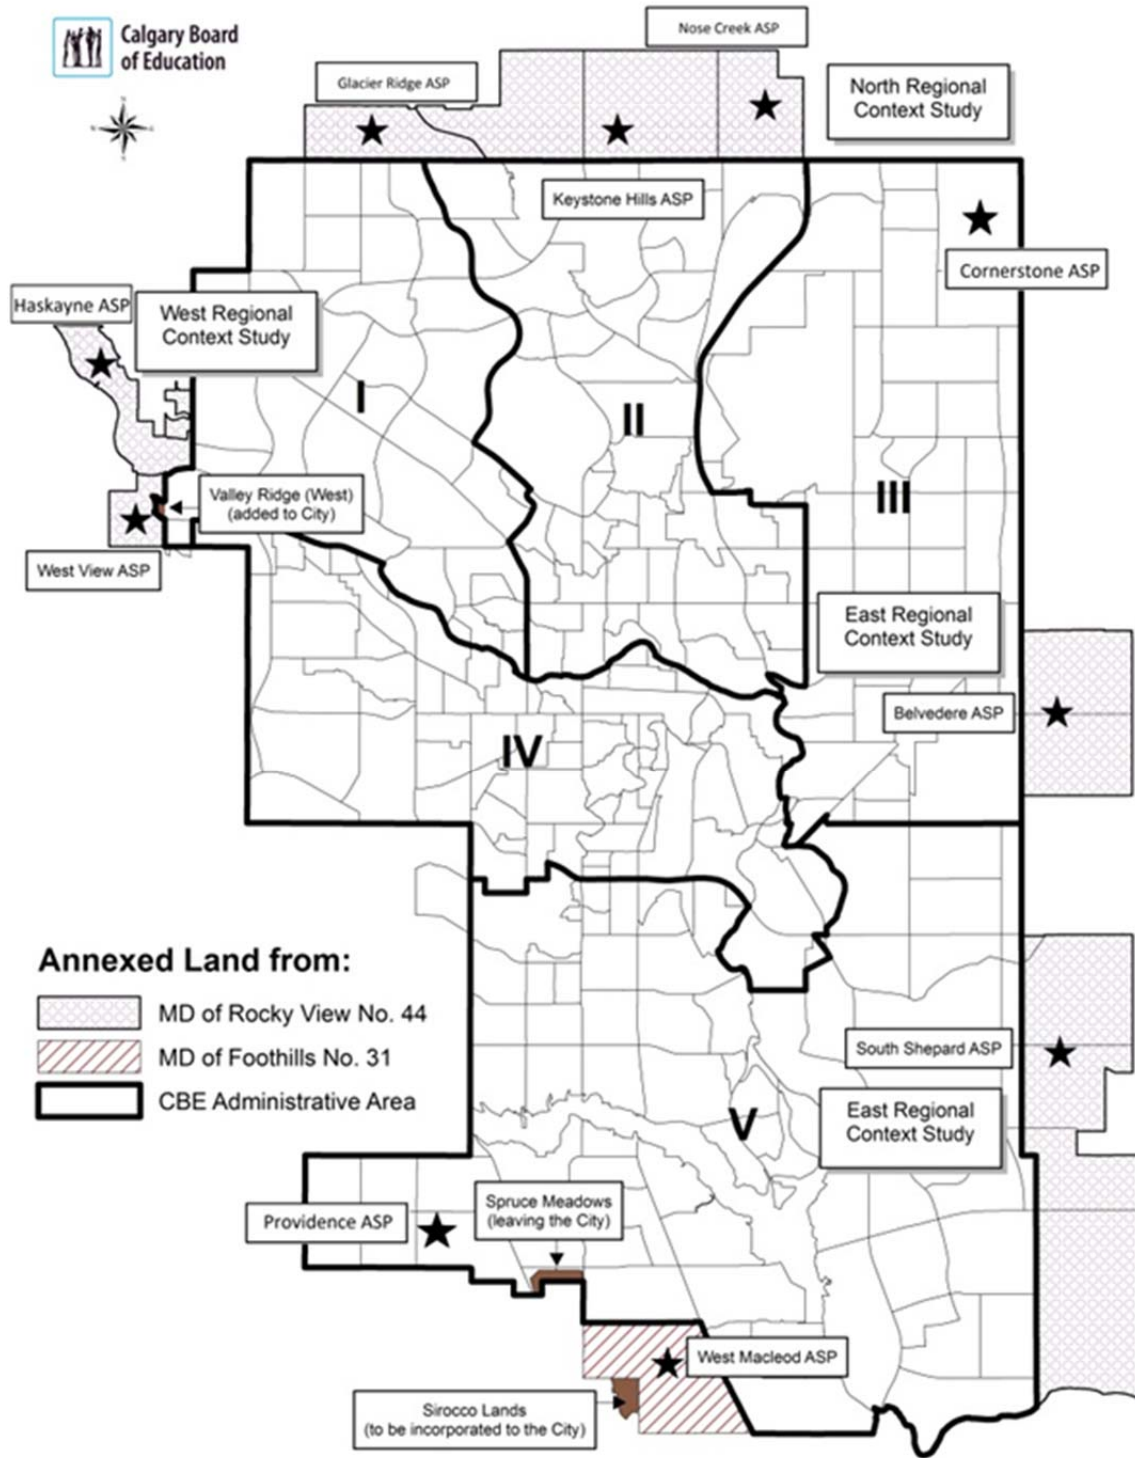 Calgary Board
of Education
Nose Creek ASP
Glacier Ridge ASP
North Regional
Context Study
Keystone Hills ASP
Cornerstone ASP
Haskayne ASP
West Regional
Context Study
I
II
III
Valley Ridge (West)
(added to City)
West View ASP
East Regional
Context Study
Belvedere ASP
IV
Annexed Land from:
MD of Rocky View No. 44
MD of Foothills No. 31
CBE Administrative Area
South Shepard ASP
East Regional
Context Study
V
Providence ASP
Spruce Meadows
(leaving the City)
West Macleod ASP
Sirocco Lands
(to be incorporated to the City)